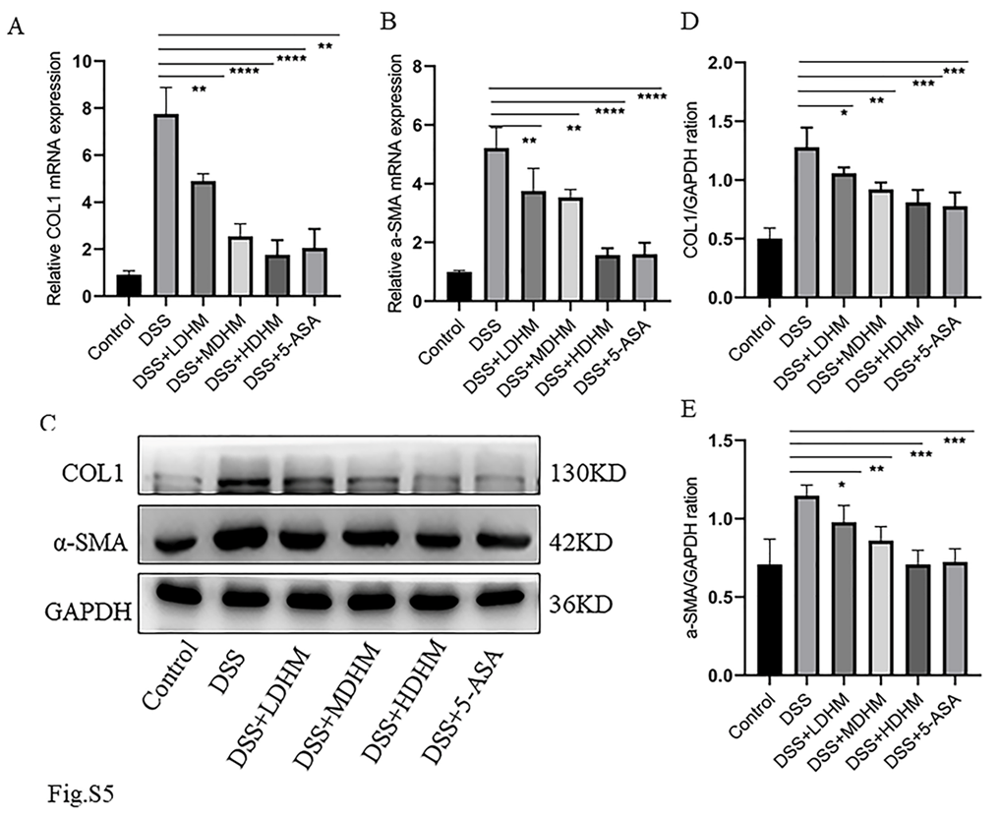 A
**
****
****
**
Relative COL1 mRNA expression
10
8
6
4
2
0
Control
DSS
DSS+LDHM
DSS+MDHM
DSS+HDHM
DSS+5-ASA
B
****
****
**
**
Relative a-SMA mRNA expression
8
6
4
2
0
Control
DSS
DSS+LDHM
DSS+MDHM
DSS+HDHM
DSS+5-ASA
D
***
***
**
*
COL1/GAPDH ration
2.0
1.5
1.0
0.5
0.0
Control
DSS
DSS+LDHM
DSS+MDHM
DSS+HDHM
DSS+5-ASA
C
COL1
130KD
α-SMA
42KD
GAPDH
36KD
Control
DSS
DSS+LDHM
DSS+MDHM
DSS+HDHM
DSS+5-ASA
E
***
***
**
*
a-SMA/GAPDH ration
1.5
1.0
0.5
0.0
Control
DSS
DSS+LDHM
DSS+MDHM
DSS+HDHM
DSS+5-ASA
Fig.S5